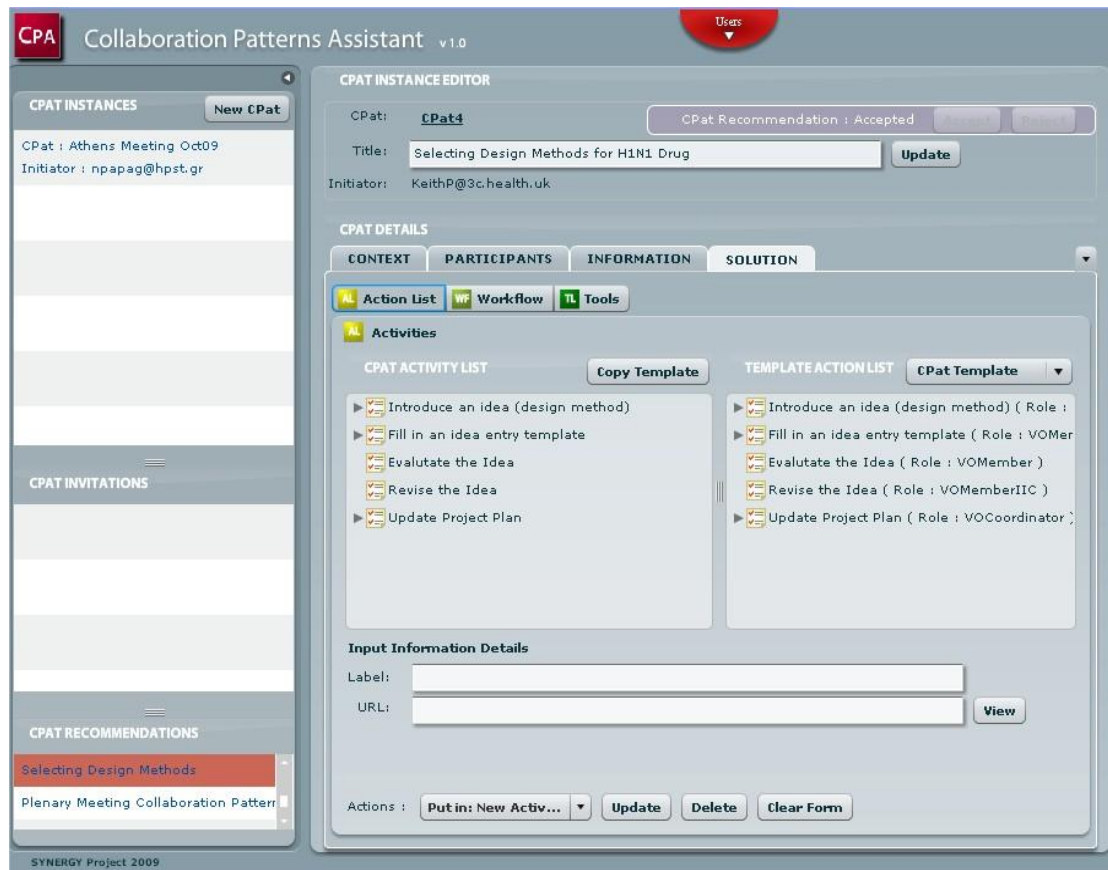 CPA Collaboration Patterns Assistant v 1.0
Users
CPAT INSTANCES
New CPat
CPat : Athens Meeting Oct09
Initiator : npapag@hpst.gr
CPAT INVITATIONS
CPAT RECOMMENDATIONS
Selecting Design Methods
Plenary Meeting Collaboration Pattern
SYNERGY Project 2009
CPAT INSTANCE EDITOR
CPat: CPat4
CPat Recommendation : Accepted Accept Reject
Title: Selecting Design Methods for H1N1 Drug Update
Initiator: KeithP@3c.health.uk
CPAT DETAILS
CONTEXT PARTICIPANTS INFORMATION SOLUTION
AL Action List WF Workflow TL Tools
AL Activities
CPAT ACTIVITY LIST Copy Template
Introduce an idea (design method)
Fill in an idea entry template
Evalutate the Idea
Revise the Idea
Update Project Plan
TEMPLATE ACTION LIST CPat Template
Introduce an idea (design method) ( Role :
Fill in an idea entry template ( Role : VOMer
Evalutate the Idea ( Role : VOMember )
Revise the Idea ( Role : VOMemberIIC )
Update Project Plan ( Role : VOCoordinator )
Input Information Details
Label:
URL: View
Actions : Put in: New Activ... Update Delete Clear Form